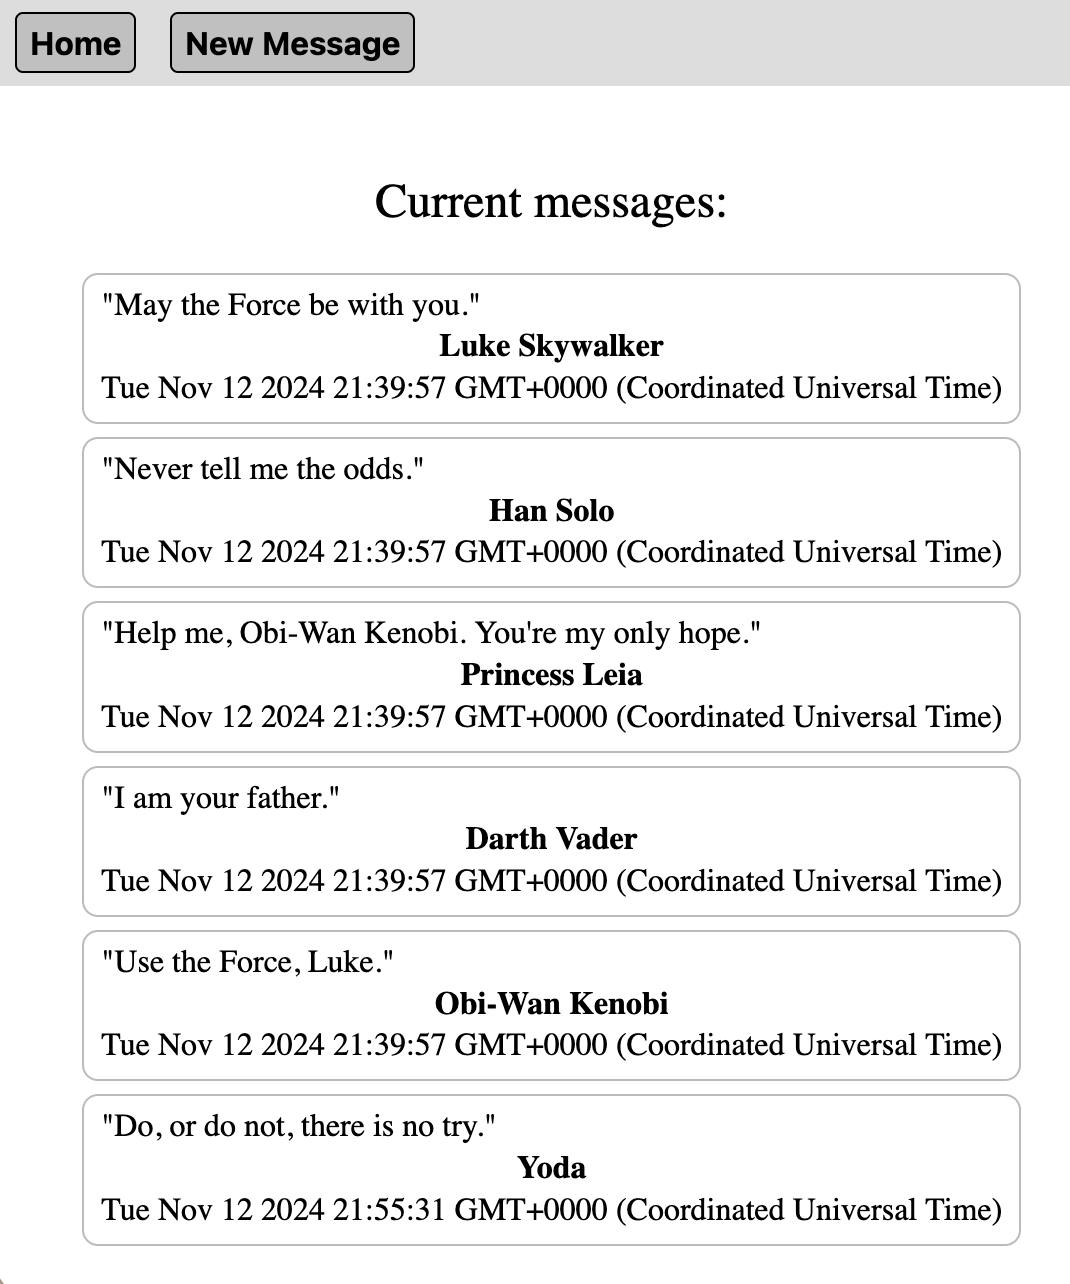 Home New Message
Current messages:
"May the Force be with you."
Luke Skywalker
Tue Nov 12 2024 21:39:57 GMT+0000 (Coordinated Universal Time)
"Never tell me the odds."
Han Solo
Tue Nov 12 2024 21:39:57 GMT+0000 (Coordinated Universal Time)
"Help me, Obi-Wan Kenobi. You're my only hope."
Princess Leia
Tue Nov 12 2024 21:39:57 GMT+0000 (Coordinated Universal Time)
"I am your father."
Darth Vader
Tue Nov 12 2024 21:39:57 GMT+0000 (Coordinated Universal Time)
"Use the Force, Luke."
Obi-Wan Kenobi
Tue Nov 12 2024 21:39:57 GMT+0000 (Coordinated Universal Time)
"Do, or do not, there is no try."
Yoda
Tue Nov 12 2024 21:55:31 GMT+0000 (Coordinated Universal Time)